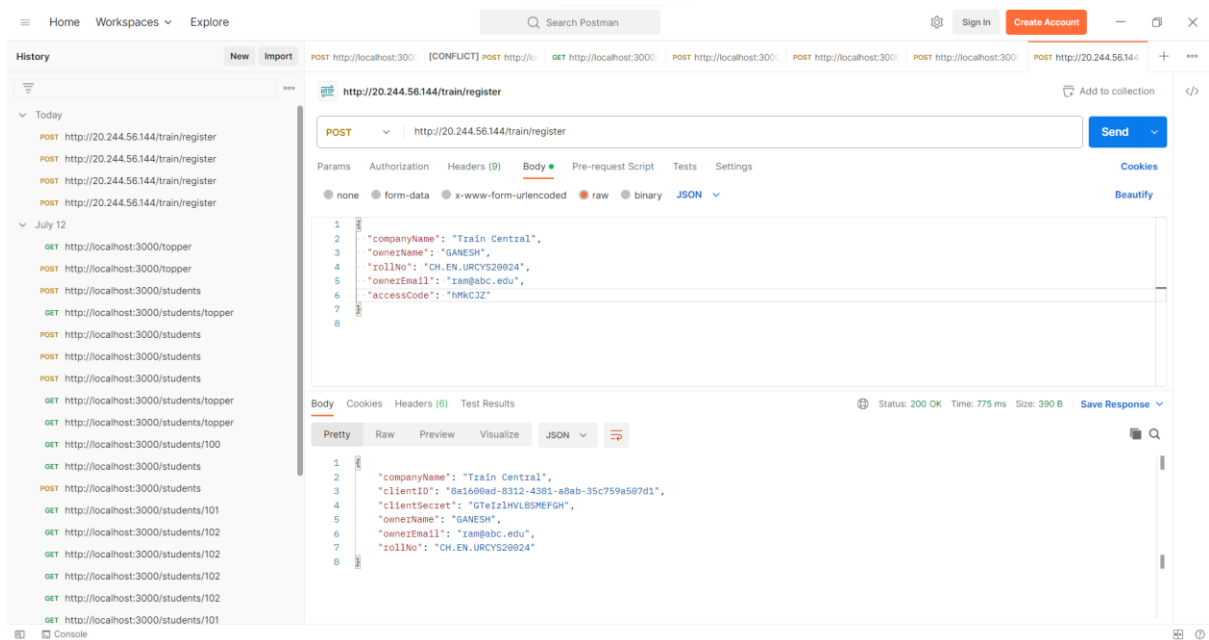 Home Workspaces Explore Search Postman Sign In Create Account
History New Import
POST http://localhost:300 [CONFLICT] POST http://lo GET http://localhost:3000 POST http://localhost:300 POST http://localhost:300 POST http://localhost:300 POST http://20.244.56.144
HTTP http://20.244.56.144/train/register Add to collection
Today
POST http://20.244.56.144/train/register
POST http://20.244.56.144/train/register
POST http://20.244.56.144/train/register
POST http://20.244.56.144/train/register
July 12
GET http://localhost:3000/topper
POST http://localhost:3000/topper
POST http://localhost:3000/students
GET http://localhost:3000/students/topper
POST http://localhost:3000/students
POST http://localhost:3000/students
POST http://localhost:3000/students
GET http://localhost:3000/students/topper
GET http://localhost:3000/students/topper
GET http://localhost:3000/students/100
GET http://localhost:3000/students
POST http://localhost:3000/students
GET http://localhost:3000/students/101
GET http://localhost:3000/students/102
GET http://localhost:3000/students/102
GET http://localhost:3000/students/102
GET http://localhost:3000/students/102
GET http://localhost:3000/students/101
POST http://20.244.56.144/train/register Send
Params Authorization Headers (9) Body Pre-request Script Tests Settings Cookies
none form-data x-www-form-urlencoded raw binary JSON Beautify
1 {
2 "companyName": "Train Central",
3 "ownerName": "GANESH",
4 "rollNo": "CH.EN.URCYS20024",
5 "ownerEmail": "ram@abc.edu",
6 "accessCode": "hMkCJZ"
7 }
8
Body Cookies Headers (6) Test Results Status: 200 OK Time: 775 ms Size: 390 B Save Response
Pretty Raw Preview Visualize JSON
1 {
2 "companyName": "Train Central",
3 "clientID": "8a1600ad-8312-4381-a8ab-35c759a507d1",
4 "clientSecret": "GTeIzlHVLBSMEFGH",
5 "ownerName": "GANESH",
6 "ownerEmail": "ram@abc.edu",
7 "rollNo": "CH.EN.URCYS20024"
8 }
Console